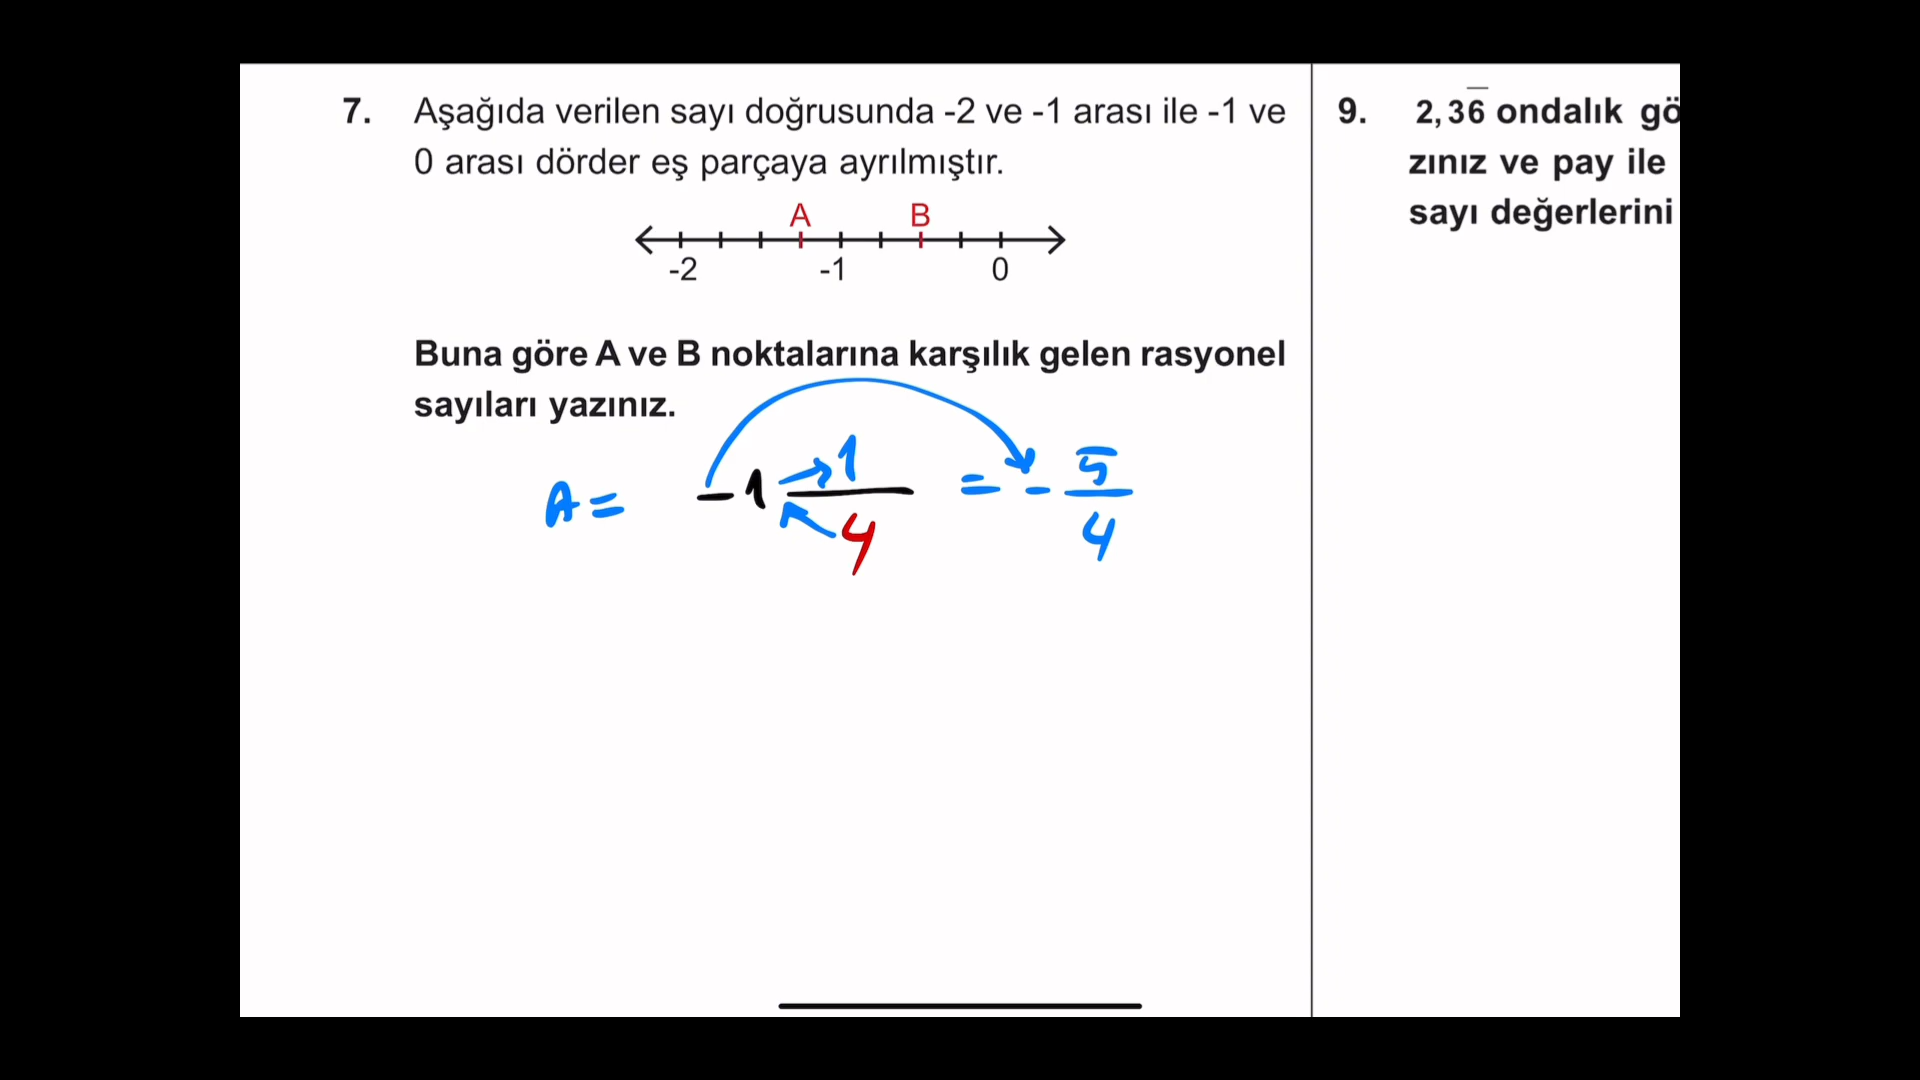 7. Aşağıda verilen sayı doğrusunda -2 ve -1 arası ile -1 ve
0 arası dörder eş parçaya ayrılmıştır.
A B
-2 -1 0
Buna göre A ve B noktalarına karşılık gelen rasyonel
sayıları yazınız.
A = -1 1/4 = - 5/4
9. 2,36̅ ondalık gö
zınız ve pay ile
sayı değerlerini